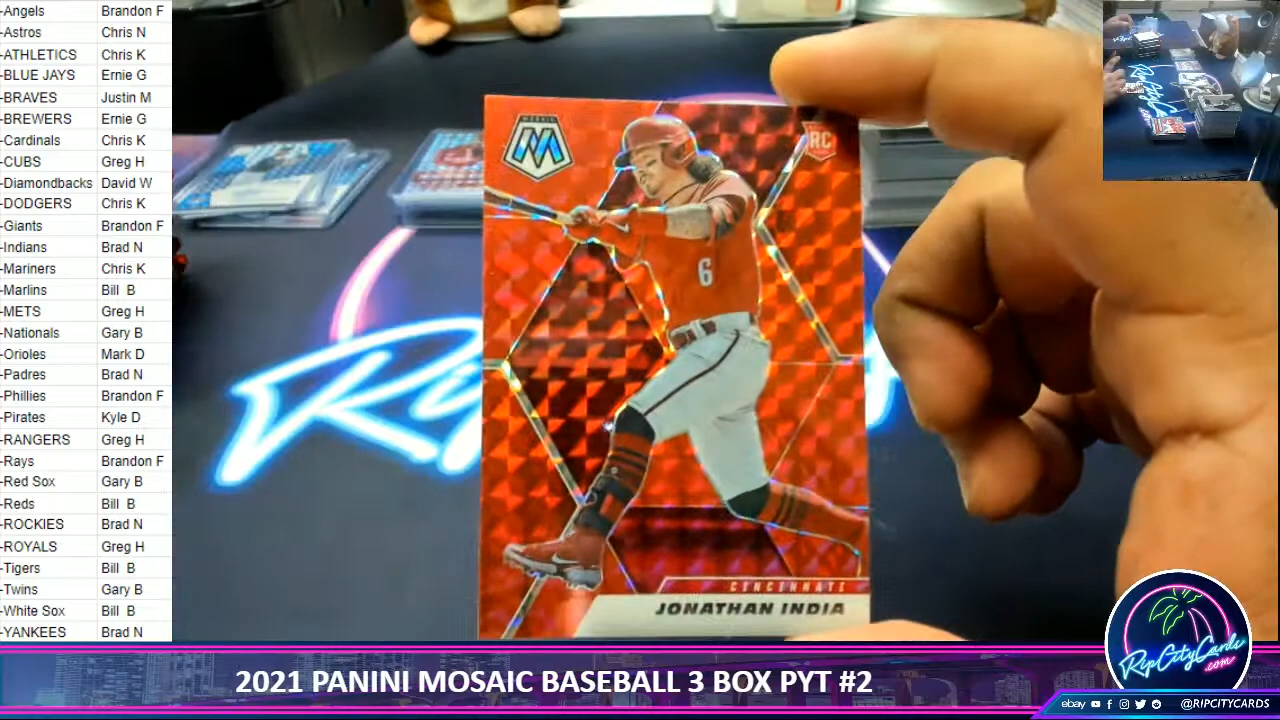 -Angels Brandon F
-Astros Chris N
-ATHLETICS Chris K
-BLUE JAYS Ernie G
-BRAVES Justin M
-BREWERS Ernie G
-Cardinals Chris K
-CUBS Greg H
-Diamondbacks David W
-DODGERS Chris K
-Giants Brandon F
-Indians Brad N
-Mariners Chris K
-Marlins Bill B
-METS Greg H
-Nationals Gary B
-Orioles Mark D
-Padres Brad N
-Phillies Brandon F
-Pirates Kyle D
-RANGERS Greg H
-Rays Brandon F
-Red Sox Gary B
-Reds Bill B
-ROCKIES Brad N
-ROYALS Greg H
-Tigers Bill B
-Twins Gary B
-White Sox Bill B
-YANKEES Brad N
MOSAIC
M
RC
6
CINCINNATI
JONATHAN INDIA
2021 PANINI MOSAIC BASEBALL 3 BOX PYT #2
RipCityCards
.com
ebay @RIPCITYCARDS